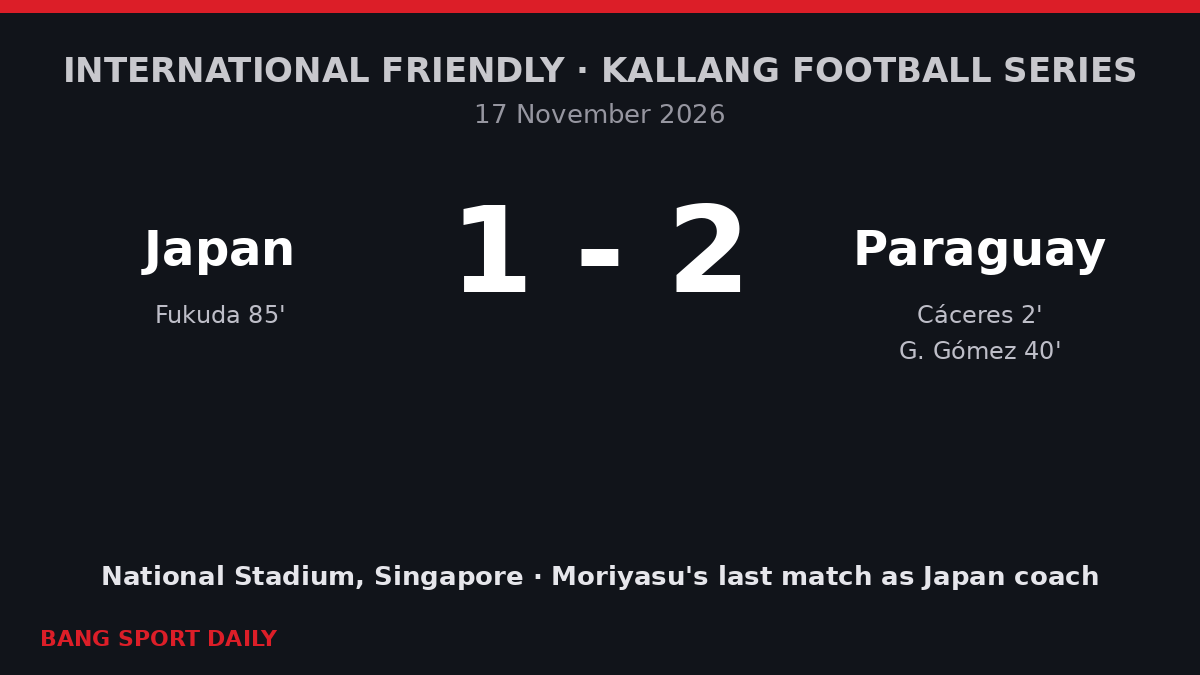 INTERNATIONAL FRIENDLY · KALLANG FOOTBALL SERIES
17 November 2026
Japan
1 - 2
Paraguay
Fukuda 85'
Cáceres 2'
G. Gómez 40'
National Stadium, Singapore · Moriyasu's last match as Japan coach
BANG SPORT DAILY